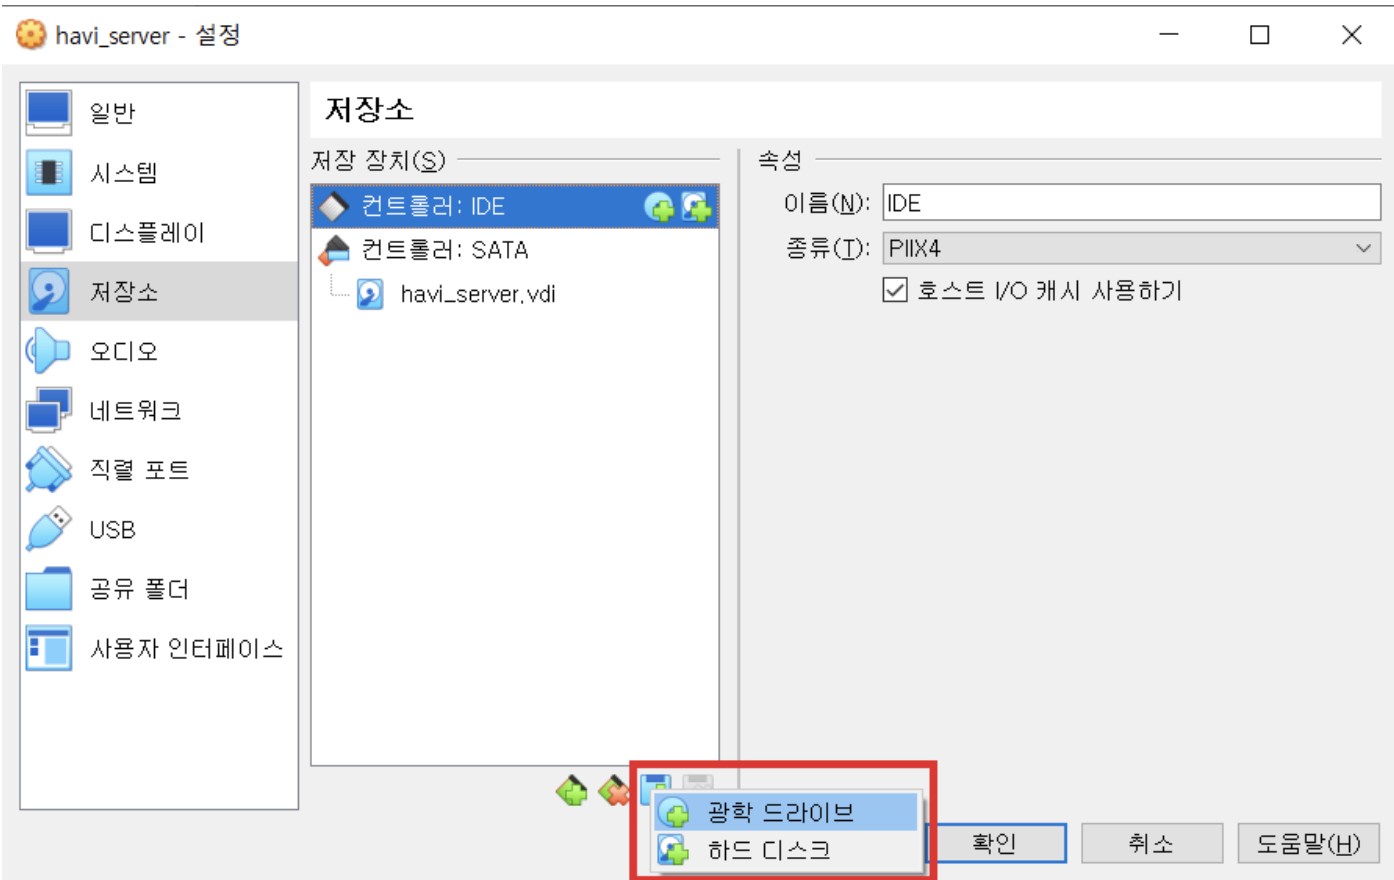 havi_server - 설정
일반
시스템
디스플레이
저장소
오디오
네트워크
직렬 포트
USB
공유 폴더
사용자 인터페이스
저장소
저장 장치(S)
컨트롤러: IDE
컨트롤러: SATA
havi_server.vdi
속성
이름(N): IDE
종류(T): PIIX4
호스트 I/O 캐시 사용하기
광학 드라이브
하드 디스크
확인
취소
도움말(H)